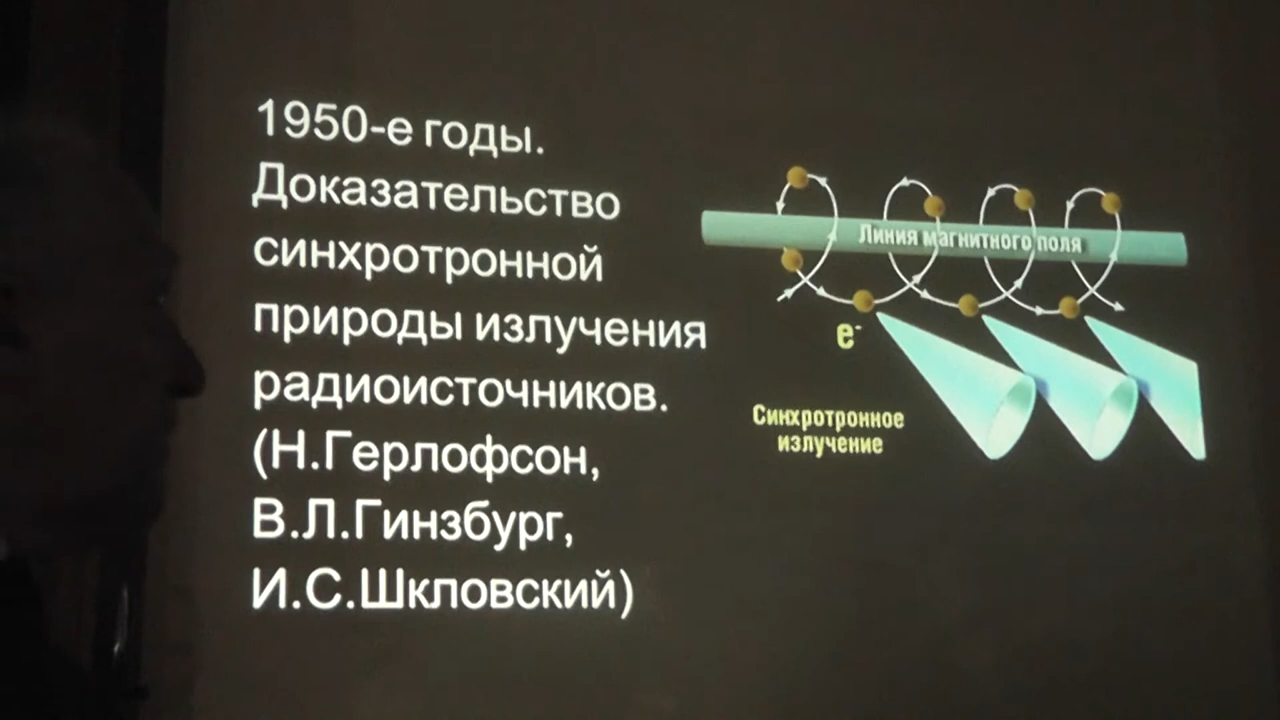 1950-е годы.
Доказательство
синхротронной
природы излучения
радиоисточников.
(Н.Герлофсон,
В.Л.Гинзбург,
И.С.Шкловский)
Линия магнитного поля
e-
Синхротронное
излучение